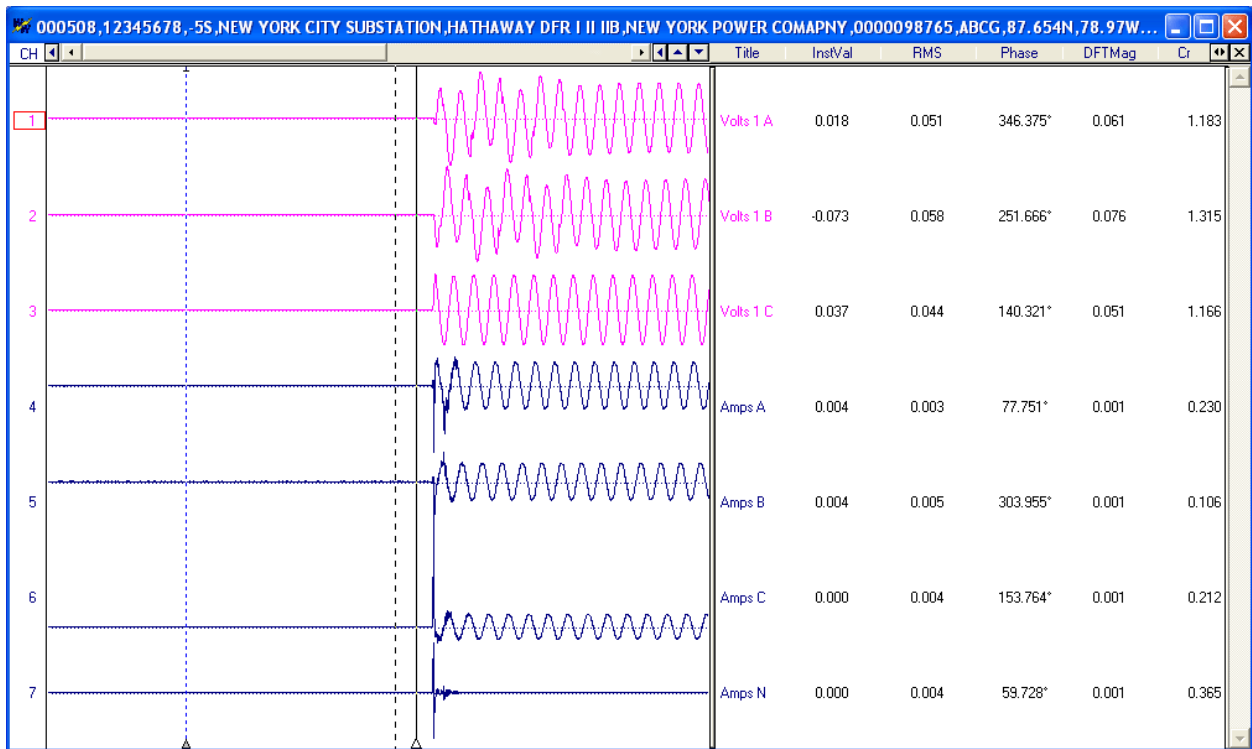 000508,12345678,-5S,NEW YORK CITY SUBSTATION,HATHAWAY DFR I II IIB,NEW YORK POWER COMAPNY,0000098765,ABCG,87.654N,78.97W...
CH Title InstVal RMS Phase DFTMag Cr
1 Volts 1 A 0.018 0.051 346.375° 0.061 1.183
2 Volts 1 B -0.073 0.058 251.666° 0.076 1.315
3 Volts 1 C 0.037 0.044 140.321° 0.051 1.166
4 Amps A 0.004 0.003 77.751° 0.001 0.230
5 Amps B 0.004 0.005 303.955° 0.001 0.106
6 Amps C 0.000 0.004 153.764° 0.001 0.212
7 Amps N 0.000 0.004 59.728° 0.001 0.365